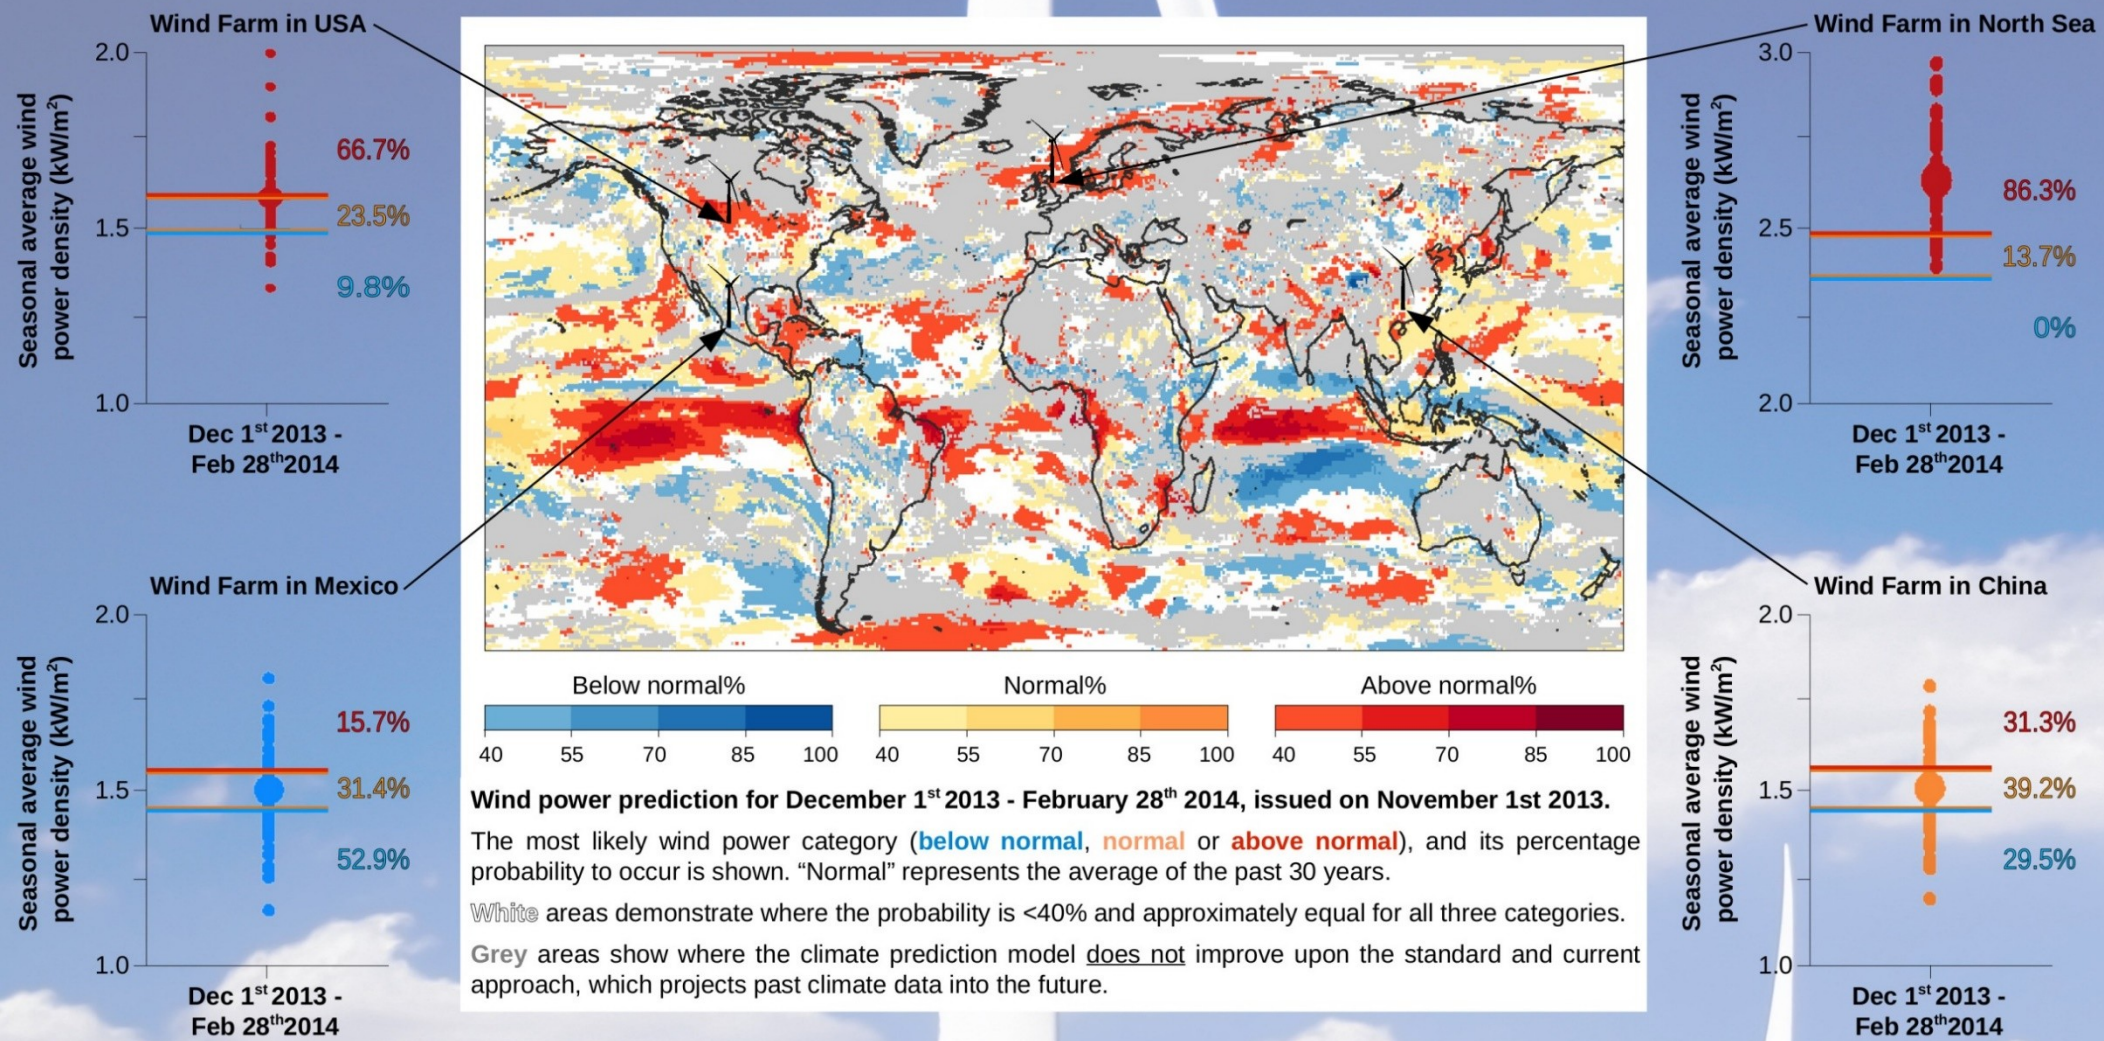 Wind Farm in USA
Seasonal average wind
power density (kW/m²)
2.0
1.5
1.0
66.7%
23.5%
9.8%
Dec 1st 2013 -
Feb 28th2014
Wind Farm in North Sea
Seasonal average wind
power density (kW/m²)
3.0
2.5
2.0
86.3%
13.7%
0%
Dec 1st 2013 -
Feb 28th2014
Wind Farm in Mexico
Seasonal average wind
power density (kW/m²)
2.0
1.5
1.0
15.7%
31.4%
52.9%
Dec 1st 2013 -
Feb 28th2014
Wind Farm in China
Seasonal average wind
power density (kW/m²)
2.0
1.5
1.0
31.3%
39.2%
29.5%
Dec 1st 2013 -
Feb 28th2014
Below normal% Normal% Above normal%
40 55 70 85 100 40 55 70 85 100 40 55 70 85 100
Wind power prediction for December 1st 2013 - February 28th 2014, issued on November 1st 2013.
The most likely wind power category (below normal, normal or above normal), and its percentage
probability to occur is shown. “Normal” represents the average of the past 30 years.
White areas demonstrate where the probability is <40% and approximately equal for all three categories.
Grey areas show where the climate prediction model does not improve upon the standard and current
approach, which projects past climate data into the future.